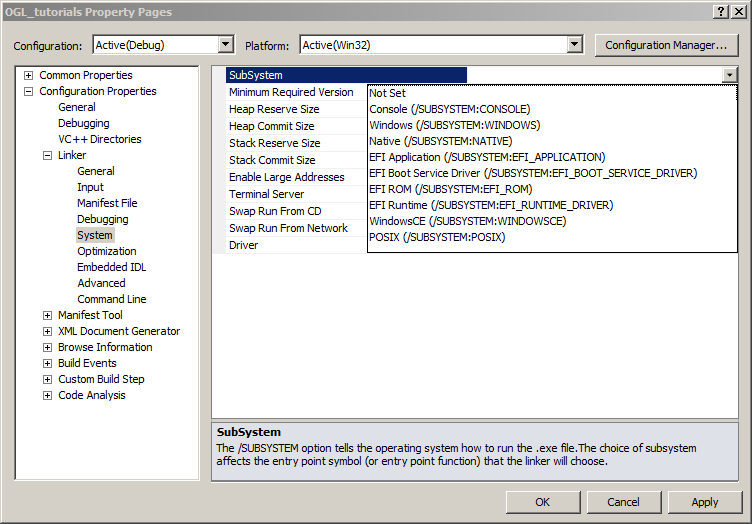 OGL_tutorials Property Pages
Configuration: Active(Debug) Platform: Active(Win32) Configuration Manager...
Common Properties
Configuration Properties
General
Debugging
VC++ Directories
Linker
General
Input
Manifest File
Debugging
System
Optimization
Embedded IDL
Advanced
Command Line
Manifest Tool
XML Document Generator
Browse Information
Build Events
Custom Build Step
Code Analysis
SubSystem
Minimum Required Version
Heap Reserve Size
Heap Commit Size
Stack Reserve Size
Stack Commit Size
Enable Large Addresses
Terminal Server
Swap Run From CD
Swap Run From Network
Driver
Not Set
Console (/SUBSYSTEM:CONSOLE)
Windows (/SUBSYSTEM:WINDOWS)
Native (/SUBSYSTEM:NATIVE)
EFI Application (/SUBSYSTEM:EFI_APPLICATION)
EFI Boot Service Driver (/SUBSYSTEM:EFI_BOOT_SERVICE_DRIVER)
EFI ROM (/SUBSYSTEM:EFI_ROM)
EFI Runtime (/SUBSYSTEM:EFI_RUNTIME_DRIVER)
WindowsCE (/SUBSYSTEM:WINDOWSCE)
POSIX (/SUBSYSTEM:POSIX)
SubSystem
The /SUBSYSTEM option tells the operating system how to run the .exe file.The choice of subsystem
affects the entry point symbol (or entry point function) that the linker will choose.
OK Cancel Apply